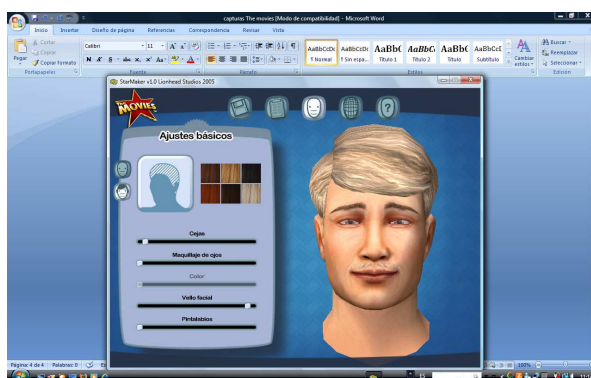 capturas The movies [Modo de compatibilidad] - Microsoft Word
Inicio Insertar Diseño de página Referencias Correspondencia Revisar Vista
Cortar
Copiar
Copiar formato
Pegar
Portapapeles
Calibri 11
Fuente
Párrafo
AaBbCcDc AaBbCcDc AaBbC AaBbCc AaBbC AaBbCcI
¶ Normal ¶ Sin espa... Título 1 Título 2 Título Subtítulo
Cambiar estilos
Estilos
Buscar
Reemplazar
Seleccionar
Edición
StarMaker v1.0 Lionhead Studios 2005
THE MOVIES
Ajustes básicos
Cejas
Maquillaje de ojos
Color
Vello facial
Pintalabios
Página: 4 de 4 Palabras: 0
100%
ES